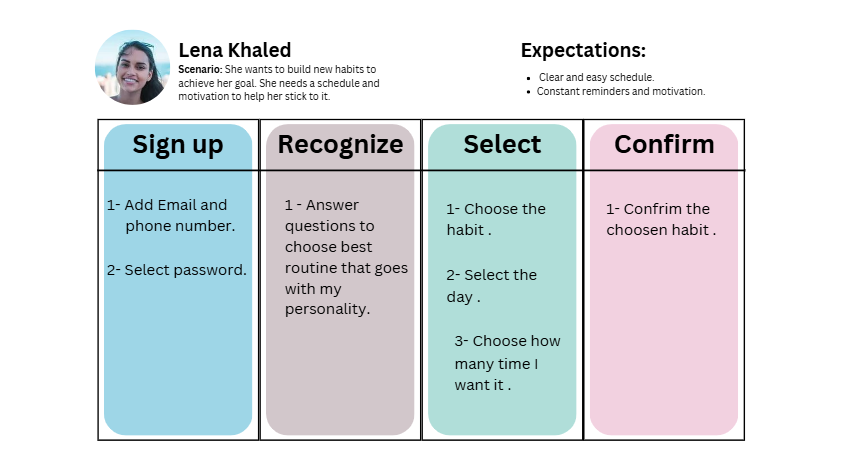 Lena Khaled
Scenario: She wants to build new habits to
achieve her goal. She needs a schedule and
motivation to help her stick to it.
Expectations:
• Clear and easy schedule.
• Constant reminders and motivation.
Sign up
1- Add Email and
phone number.
2- Select password.
Recognize
1 - Answer
questions to
choose best
routine that goes
with my
personality.
Select
1- Choose the
habit .
2- Select the
day .
3- Choose how
many time I
want it .
Confirm
1- Confrim the
choosen habit .